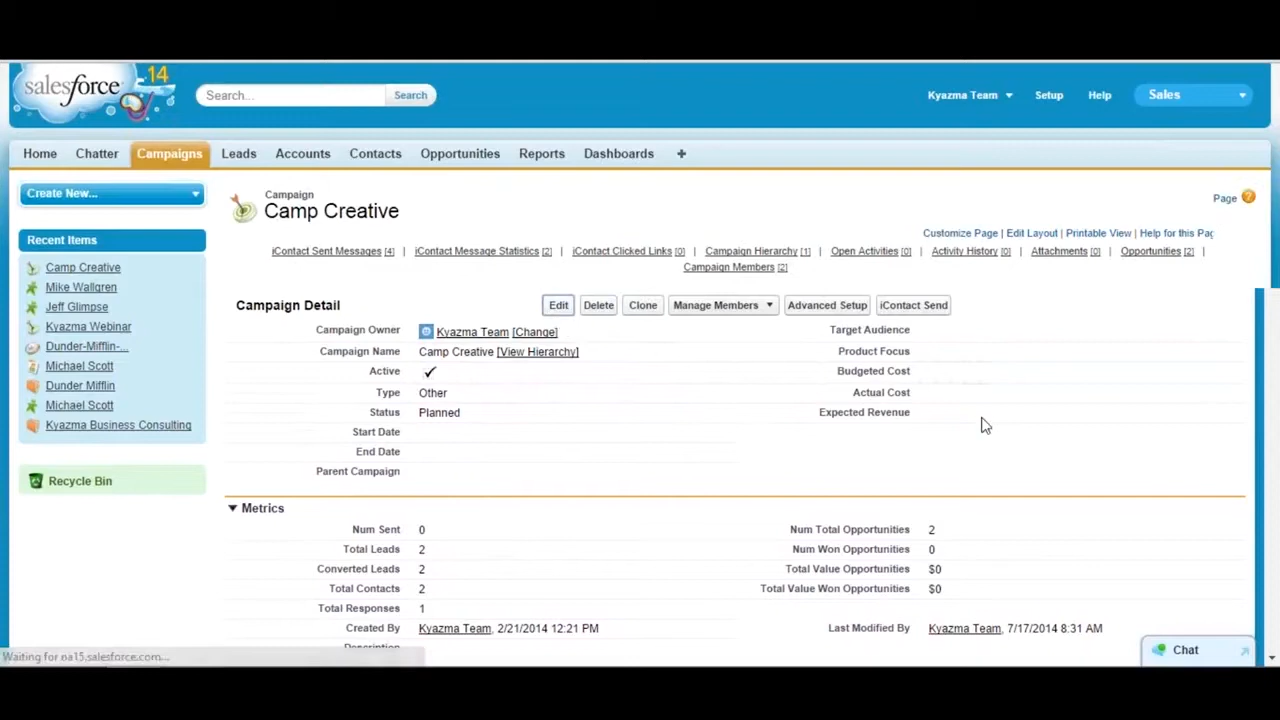 salesforce 14
Search... Search Kyazma Team Setup Help Sales
Home Chatter Campaigns Leads Accounts Contacts Opportunities Reports Dashboards +
Create New...
Recent Items
Camp Creative
Mike Wallgren
Jeff Glimpse
Kyazma Webinar
Dunder-Mifflin-...
Michael Scott
Dunder Mifflin
Michael Scott
Kyazma Business Consulting
Recycle Bin
Campaign
Camp Creative
Page ?
Customize Page | Edit Layout | Printable View | Help for this Pag
iContact Sent Messages [4] | iContact Message Statistics [2] | iContact Clicked Links [0] | Campaign Hierarchy [1] | Open Activities [0] | Activity History [0] | Attachments [0] | Opportunities [2] |
Campaign Members [2]
Campaign Detail Edit Delete Clone Manage Members Advanced Setup iContact Send
Campaign Owner Kyazma Team [Change] Target Audience
Campaign Name Camp Creative [View Hierarchy] Product Focus
Active Budgeted Cost
Type Other Actual Cost
Status Planned Expected Revenue
Start Date
End Date
Parent Campaign
Metrics
Num Sent 0 Num Total Opportunities 2
Total Leads 2 Num Won Opportunities 0
Converted Leads 2 Total Value Opportunities $0
Total Contacts 2 Total Value Won Opportunities $0
Total Responses 1
Created By Kyazma Team, 2/21/2014 12:21 PM Last Modified By Kyazma Team, 7/17/2014 8:31 AM
Description
Chat
Waiting for na15.salesforce.com...